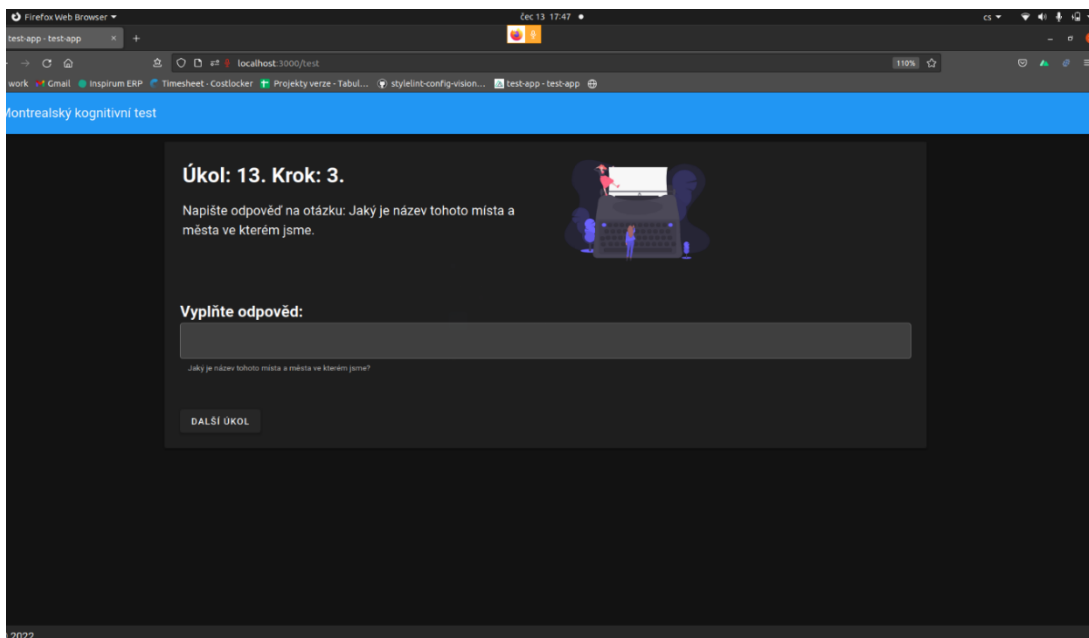 Firefox Web Browser
čec 13 17:47
cs
test-app - test-app
localhost:3000/test
110%
work
Gmail
Inspirum ERP
Timesheet - Costlocker
Projekty verze - Tabul...
stylelint-config-vision...
test-app - test-app
Montrealský kognitivní test
Úkol: 13. Krok: 3.
Napište odpověď na otázku: Jaký je název tohoto místa a
města ve kterém jsme.
Vyplňte odpověd:
Jaký je název tohoto místa a města ve kterém jsme?
DALŠÍ ÚKOL
2022